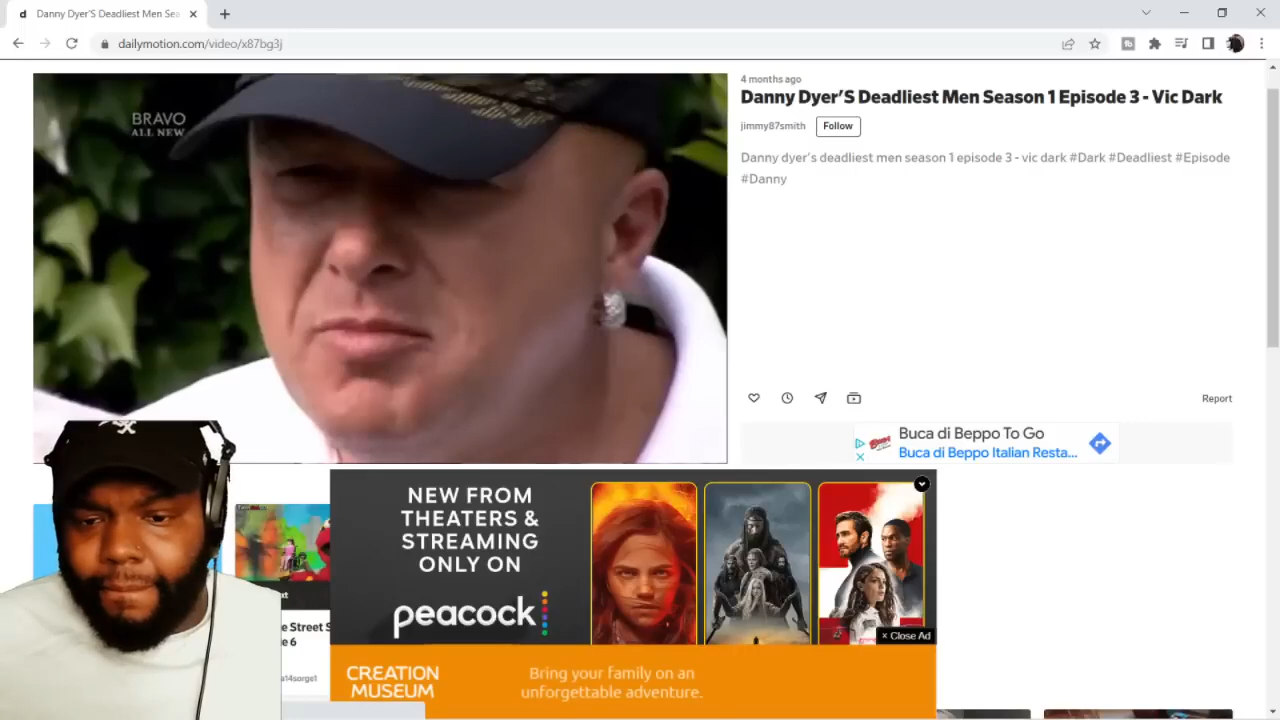 Danny Dyer'S Deadliest Men Sea
dailymotion.com/video/x87bg3j
BRAVO
ALL NEW
4 months ago
Danny Dyer'S Deadliest Men Season 1 Episode 3 - Vic Dark
jimmy87smith
Follow
Danny dyer's deadliest men season 1 episode 3 - vic dark #Dark #Deadliest #Episode
#Danny
Report
Buca di Beppo To Go
Buca di Beppo Italian Resta...
NEW FROM
THEATERS &
STREAMING
ONLY ON
peacock
× Close Ad
e Street S
e 6
a14sarge1
CREATION
MUSEUM
Bring your family on an
unforgettable adventure.